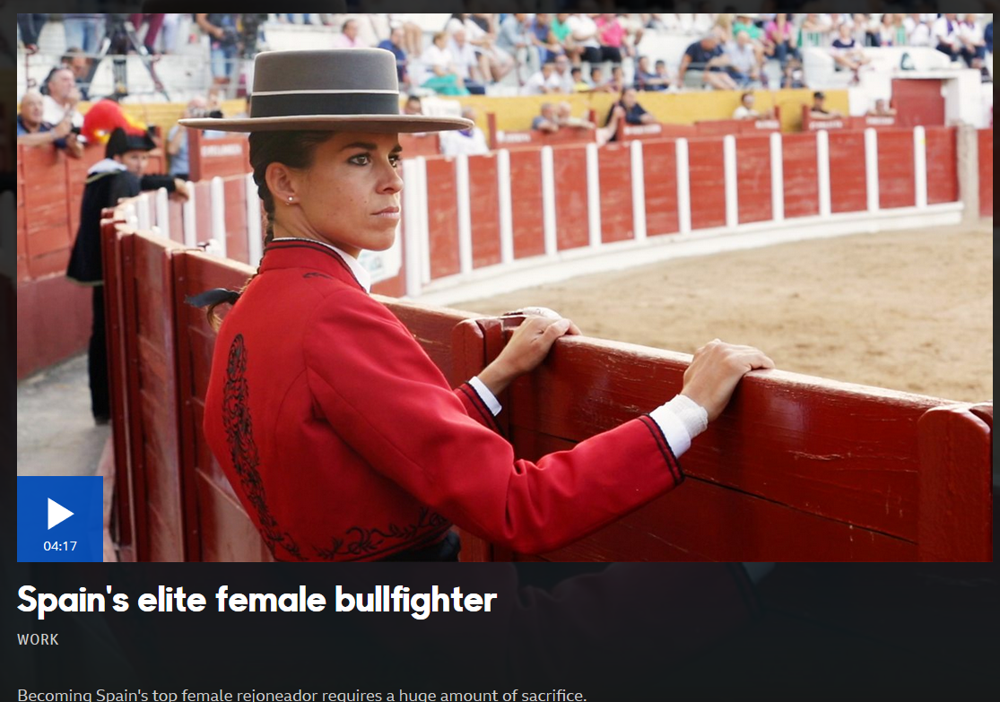 04:17
Spain's elite female bullfighter
WORK
Becoming Spain's top female rejoneador requires a huge amount of sacrifice.